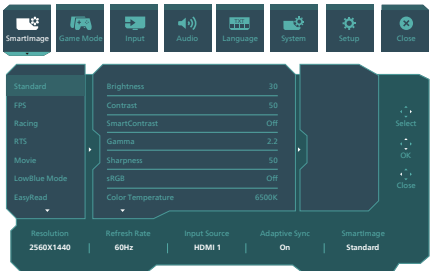 SmartImage Game Mode Input Audio Language System Setup Close
TXT
Standard
FPS
Racing
RTS
Movie
LowBlue Mode
EasyRead
Brightness 30
Contrast 50
SmartContrast Off
Gamma 2.2
Sharpness 50
sRGB Off
Color Temperature 6500K
Select
OK
Close
Resolution Refresh Rate Input Source Adaptive Sync SmartImage
2560X1440 60Hz HDMI 1 On Standard